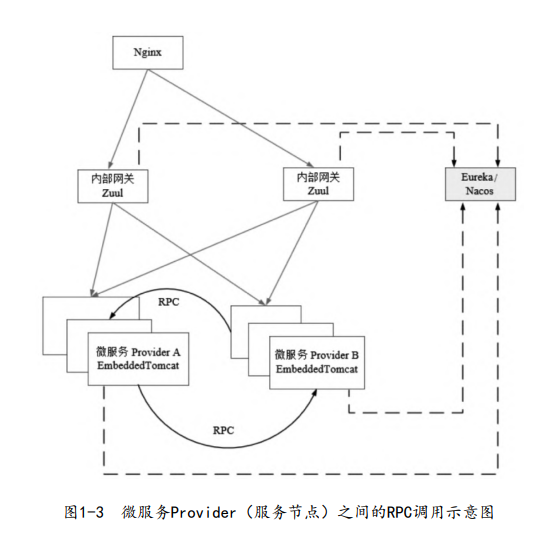 Nginx
内部网关
Zuul
内部网关
Zuul
Eureka/
Nacos
RPC
微服务 Provider A
EmbeddedTomcat
微服务 Provider B
EmbeddedTomcat
RPC
图1-3 微服务Provider（服务节点）之间的RPC调用示意图